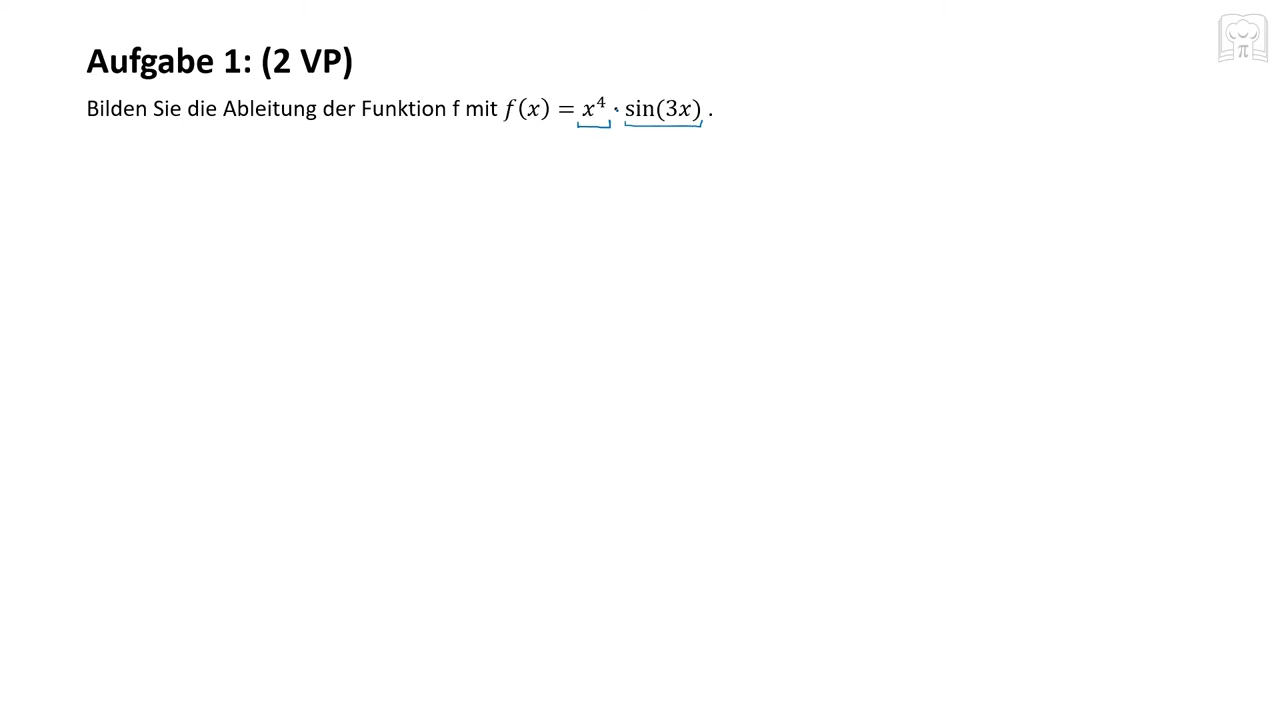 Aufgabe 1: (2 VP)
Bilden Sie die Ableitung der Funktion f mit f(x) = x⁴ · sin(3x) .
π